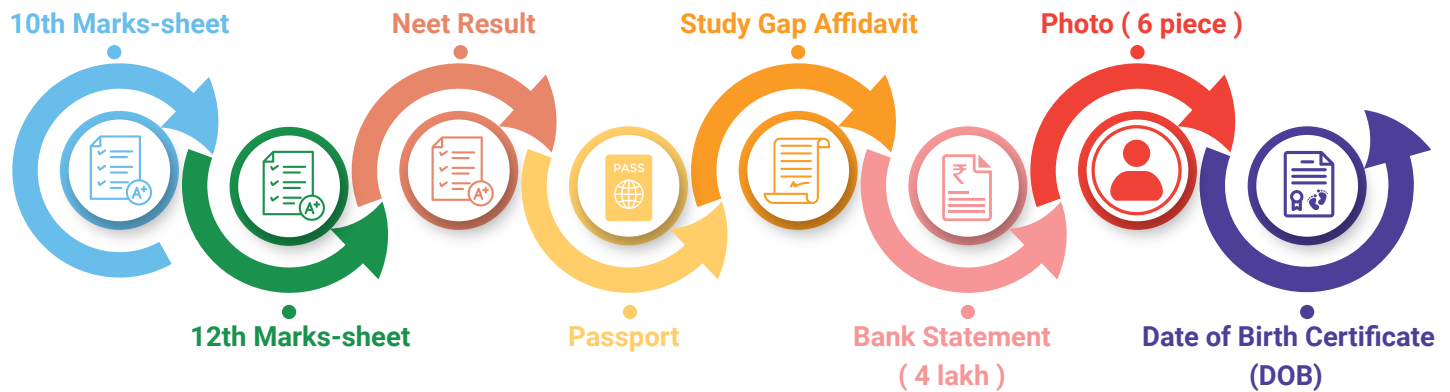 10th Marks-sheet
12th Marks-sheet
Neet Result
Passport
Study Gap Affidavit
Bank Statement
( 4 lakh )
Photo ( 6 piece )
Date of Birth Certificate
(DOB)
A+
A+
A+
PASS
₹